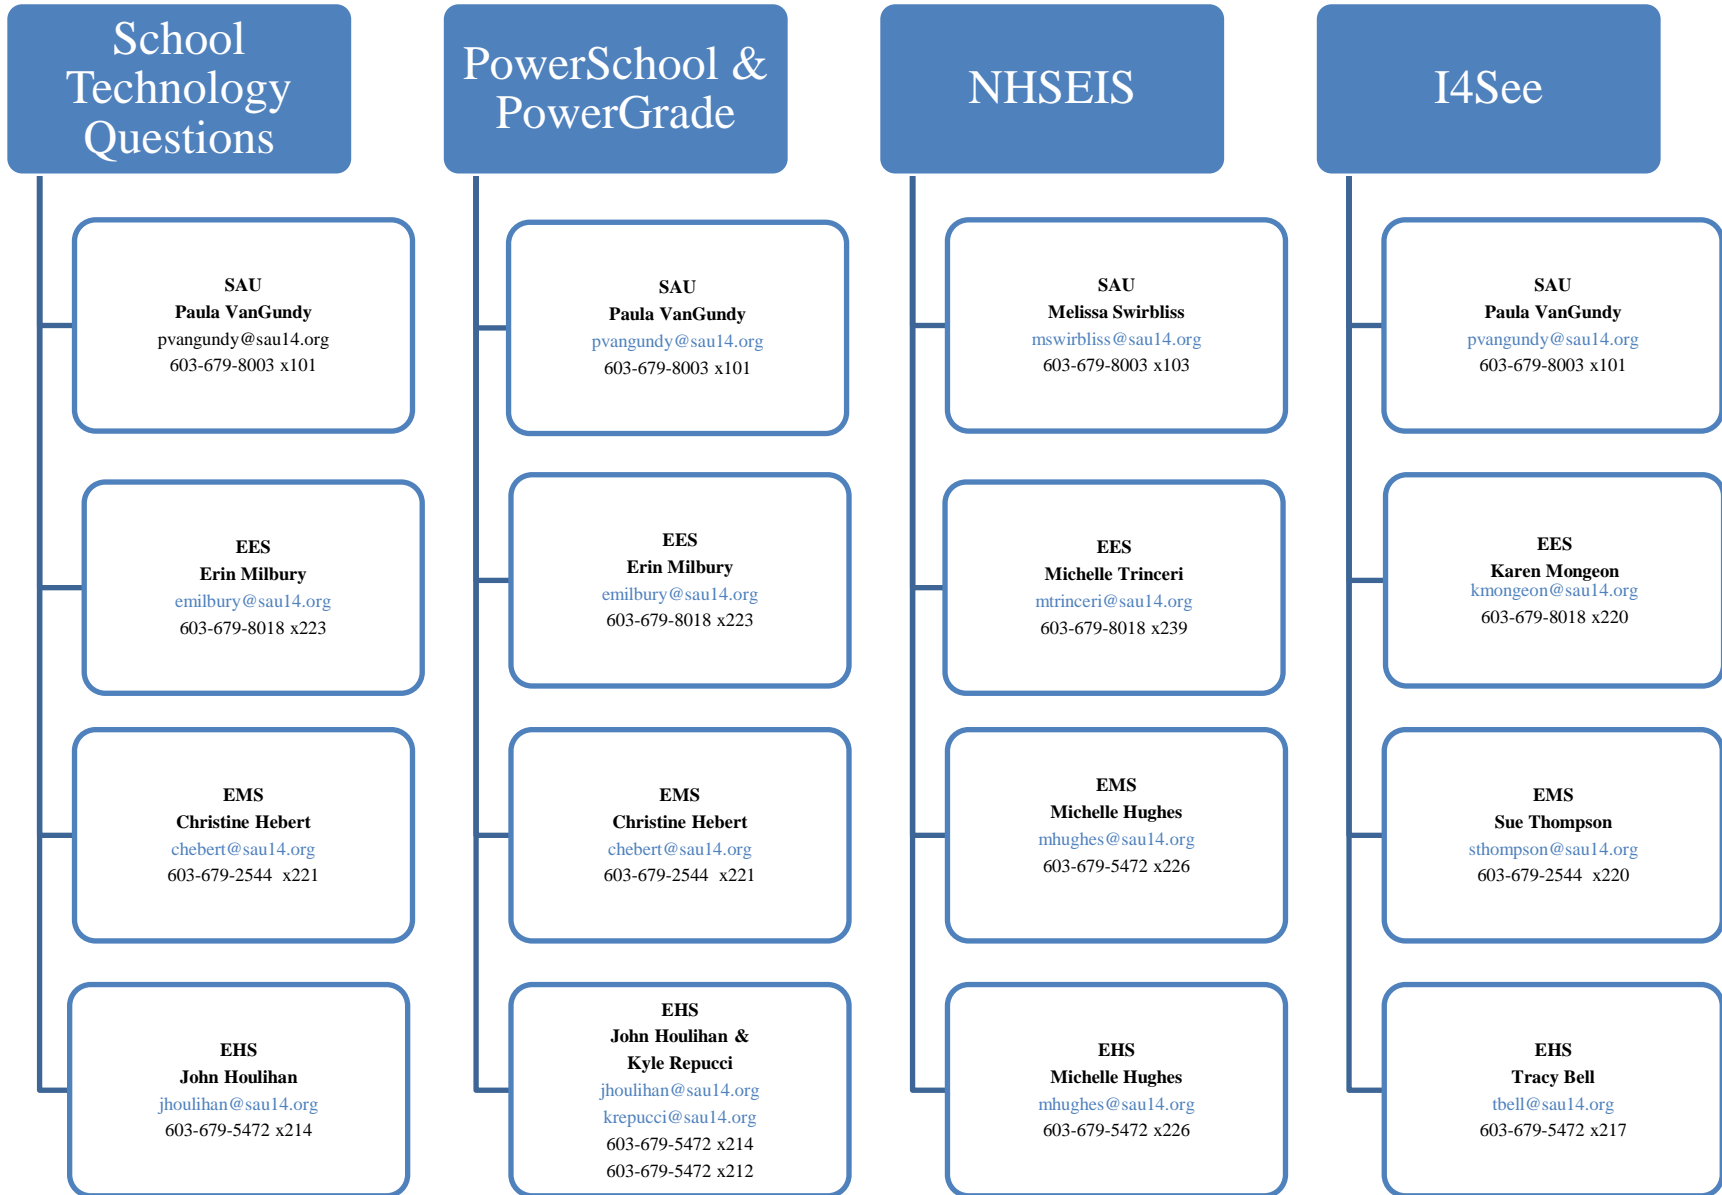 School
Technology
Questions
SAU
Paula VanGundy
pvangundy@sau14.org
603-679-8003 x101
EES
Erin Milbury
emilbury@sau14.org
603-679-8018 x223
EMS
Christine Hebert
chebert@sau14.org
603-679-2544  x221
EHS
John Houlihan
jhoulihan@sau14.org
603-679-5472 x214
PowerSchool &
PowerGrade
SAU
Paula VanGundy
pvangundy@sau14.org
603-679-8003 x101
EES
Erin Milbury
emilbury@sau14.org
603-679-8018 x223
EMS
Christine Hebert
chebert@sau14.org
603-679-2544  x221
EHS
John Houlihan &
Kyle Repucci
jhoulihan@sau14.org
krepucci@sau14.org
603-679-5472 x214
603-679-5472 x212
NHSEIS
SAU
Melissa Swirbliss
mswirbliss@sau14.org
603-679-8003 x103
EES
Michelle Trinceri
mtrinceri@sau14.org
603-679-8018 x239
EMS
Michelle Hughes
mhughes@sau14.org
603-679-5472 x226
EHS
Michelle Hughes
mhughes@sau14.org
603-679-5472 x226
I4See
SAU
Paula VanGundy
pvangundy@sau14.org
603-679-8003 x101
EES
Karen Mongeon
kmongeon@sau14.org
603-679-8018 x220
EMS
Sue Thompson
sthompson@sau14.org
603-679-2544  x220
EHS
Tracy Bell
tbell@sau14.org
603-679-5472 x217